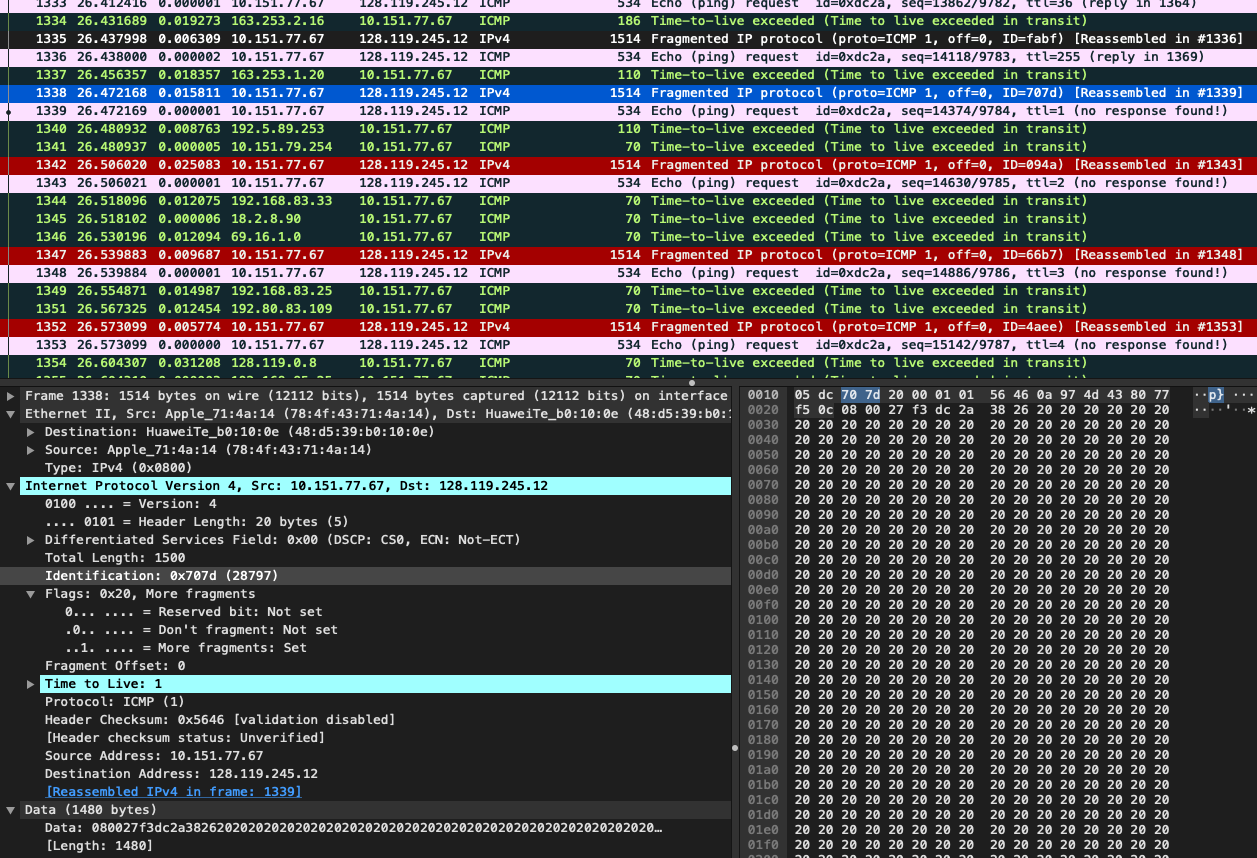 1333 26.412416 0.000001 10.151.77.67 128.119.245.12 ICMP 534 Echo (ping) request id=0xdc2a, seq=13862/9782, ttl=36 (reply in 1364)
1334 26.431689 0.019273 163.253.2.16 10.151.77.67 ICMP 186 Time-to-live exceeded (Time to live exceeded in transit)
1335 26.437998 0.006309 10.151.77.67 128.119.245.12 IPv4 1514 Fragmented IP protocol (proto=ICMP 1, off=0, ID=fabf) [Reassembled in #1336]
1336 26.438000 0.000002 10.151.77.67 128.119.245.12 ICMP 534 Echo (ping) request id=0xdc2a, seq=14118/9783, ttl=255 (reply in 1369)
1337 26.456357 0.018357 163.253.1.20 10.151.77.67 ICMP 110 Time-to-live exceeded (Time to live exceeded in transit)
1338 26.472168 0.015811 10.151.77.67 128.119.245.12 IPv4 1514 Fragmented IP protocol (proto=ICMP 1, off=0, ID=707d) [Reassembled in #1339]
1339 26.472169 0.000001 10.151.77.67 128.119.245.12 ICMP 534 Echo (ping) request id=0xdc2a, seq=14374/9784, ttl=1 (no response found!)
1340 26.480932 0.008763 192.5.89.253 10.151.77.67 ICMP 110 Time-to-live exceeded (Time to live exceeded in transit)
1341 26.480937 0.000005 10.151.79.254 10.151.77.67 ICMP 70 Time-to-live exceeded (Time to live exceeded in transit)
1342 26.506020 0.025083 10.151.77.67 128.119.245.12 IPv4 1514 Fragmented IP protocol (proto=ICMP 1, off=0, ID=094a) [Reassembled in #1343]
1343 26.506021 0.000001 10.151.77.67 128.119.245.12 ICMP 534 Echo (ping) request id=0xdc2a, seq=14630/9785, ttl=2 (no response found!)
1344 26.518096 0.012075 192.168.83.33 10.151.77.67 ICMP 70 Time-to-live exceeded (Time to live exceeded in transit)
1345 26.518102 0.000006 18.2.8.90 10.151.77.67 ICMP 70 Time-to-live exceeded (Time to live exceeded in transit)
1346 26.530196 0.012094 69.16.1.0 10.151.77.67 ICMP 70 Time-to-live exceeded (Time to live exceeded in transit)
1347 26.539883 0.009687 10.151.77.67 128.119.245.12 IPv4 1514 Fragmented IP protocol (proto=ICMP 1, off=0, ID=66b7) [Reassembled in #1348]
1348 26.539884 0.000001 10.151.77.67 128.119.245.12 ICMP 534 Echo (ping) request id=0xdc2a, seq=14886/9786, ttl=3 (no response found!)
1349 26.554871 0.014987 192.168.83.25 10.151.77.67 ICMP 70 Time-to-live exceeded (Time to live exceeded in transit)
1351 26.567325 0.012454 192.80.83.109 10.151.77.67 ICMP 70 Time-to-live exceeded (Time to live exceeded in transit)
1352 26.573099 0.005774 10.151.77.67 128.119.245.12 IPv4 1514 Fragmented IP protocol (proto=ICMP 1, off=0, ID=4aee) [Reassembled in #1353]
1353 26.573099 0.000000 10.151.77.67 128.119.245.12 ICMP 534 Echo (ping) request id=0xdc2a, seq=15142/9787, ttl=4 (no response found!)
1354 26.604307 0.031208 128.119.0.8 10.151.77.67 ICMP 70 Time-to-live exceeded (Time to live exceeded in transit)
Frame 1338: 1514 bytes on wire (12112 bits), 1514 bytes captured (12112 bits) on interface
Ethernet II, Src: Apple_71:4a:14 (78:4f:43:71:4a:14), Dst: HuaweiTe_b0:10:0e (48:d5:39:b0:1
Destination: HuaweiTe_b0:10:0e (48:d5:39:b0:10:0e)
Source: Apple_71:4a:14 (78:4f:43:71:4a:14)
Type: IPv4 (0x0800)
Internet Protocol Version 4, Src: 10.151.77.67, Dst: 128.119.245.12
0100 .... = Version: 4
.... 0101 = Header Length: 20 bytes (5)
Differentiated Services Field: 0x00 (DSCP: CS0, ECN: Not-ECT)
Total Length: 1500
Identification: 0x707d (28797)
Flags: 0x20, More fragments
0... .... = Reserved bit: Not set
.0.. .... = Don't fragment: Not set
..1. .... = More fragments: Set
Fragment Offset: 0
Time to Live: 1
Protocol: ICMP (1)
Header Checksum: 0x5646 [validation disabled]
[Header checksum status: Unverified]
Source Address: 10.151.77.67
Destination Address: 128.119.245.12
[Reassembled IPv4 in frame: 1339]
Data (1480 bytes)
Data: 080027f3dc2a38262020202020202020202020202020202020202020202020202020202020…
[Length: 1480]
0010 05 dc 70 7d 20 00 01 01 56 46 0a 97 4d 43 80 77 ··p} ···
0020 f5 0c 08 00 27 f3 dc 2a 38 26 20 20 20 20 20 20 ····'··*
0030 20 20 20 20 20 20 20 20 20 20 20 20 20 20 20 20
0040 20 20 20 20 20 20 20 20 20 20 20 20 20 20 20 20
0050 20 20 20 20 20 20 20 20 20 20 20 20 20 20 20 20
0060 20 20 20 20 20 20 20 20 20 20 20 20 20 20 20 20
0070 20 20 20 20 20 20 20 20 20 20 20 20 20 20 20 20
0080 20 20 20 20 20 20 20 20 20 20 20 20 20 20 20 20
0090 20 20 20 20 20 20 20 20 20 20 20 20 20 20 20 20
00a0 20 20 20 20 20 20 20 20 20 20 20 20 20 20 20 20
00b0 20 20 20 20 20 20 20 20 20 20 20 20 20 20 20 20
00c0 20 20 20 20 20 20 20 20 20 20 20 20 20 20 20 20
00d0 20 20 20 20 20 20 20 20 20 20 20 20 20 20 20 20
00e0 20 20 20 20 20 20 20 20 20 20 20 20 20 20 20 20
00f0 20 20 20 20 20 20 20 20 20 20 20 20 20 20 20 20
0100 20 20 20 20 20 20 20 20 20 20 20 20 20 20 20 20
0110 20 20 20 20 20 20 20 20 20 20 20 20 20 20 20 20
0120 20 20 20 20 20 20 20 20 20 20 20 20 20 20 20 20
0130 20 20 20 20 20 20 20 20 20 20 20 20 20 20 20 20
0140 20 20 20 20 20 20 20 20 20 20 20 20 20 20 20 20
0150 20 20 20 20 20 20 20 20 20 20 20 20 20 20 20 20
0160 20 20 20 20 20 20 20 20 20 20 20 20 20 20 20 20
0170 20 20 20 20 20 20 20 20 20 20 20 20 20 20 20 20
0180 20 20 20 20 20 20 20 20 20 20 20 20 20 20 20 20
0190 20 20 20 20 20 20 20 20 20 20 20 20 20 20 20 20
01a0 20 20 20 20 20 20 20 20 20 20 20 20 20 20 20 20
01b0 20 20 20 20 20 20 20 20 20 20 20 20 20 20 20 20
01c0 20 20 20 20 20 20 20 20 20 20 20 20 20 20 20 20
01d0 20 20 20 20 20 20 20 20 20 20 20 20 20 20 20 20
01e0 20 20 20 20 20 20 20 20 20 20 20 20 20 20 20 20
01f0 20 20 20 20 20 20 20 20 20 20 20 20 20 20 20 20